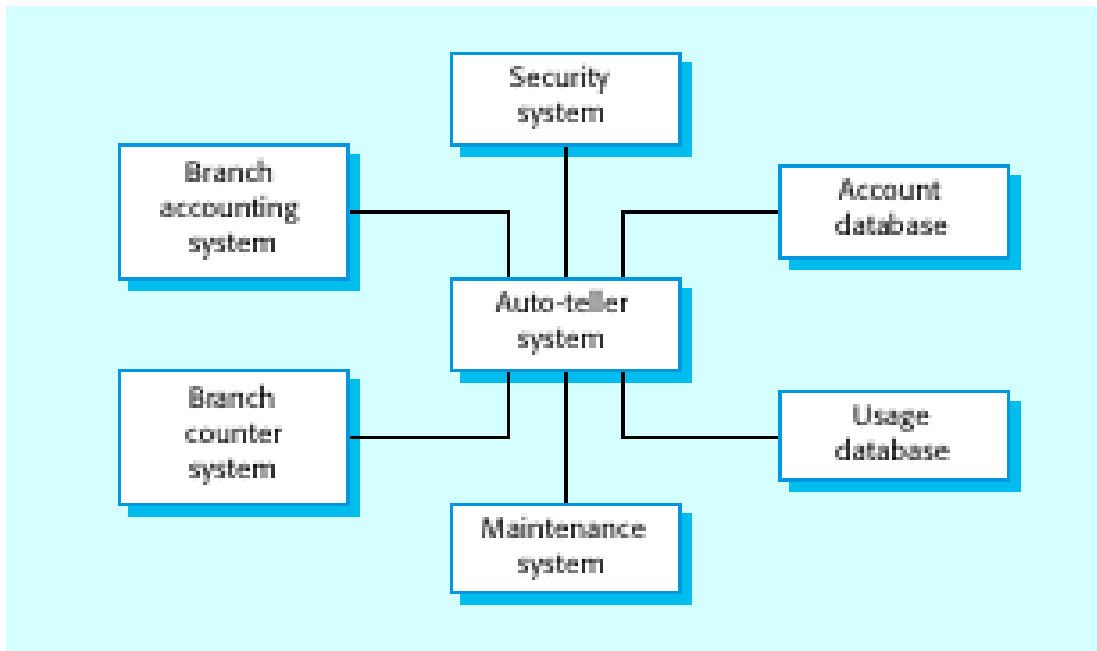 Security
system
Branch
accounting
system
Account
database
Auto-teller
system
Branch
counter
system
Usage
database
Maintenance
system